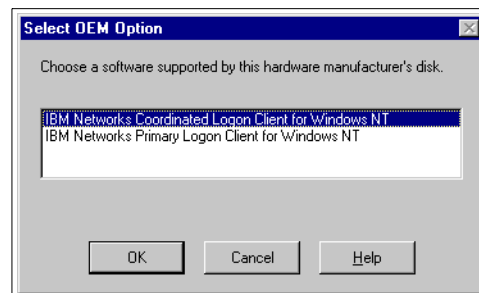 Select OEM Option
Choose a software supported by this hardware manufacturer's disk.
IBM Networks Coordinated Logon Client for Windows NT
IBM Networks Primary Logon Client for Windows NT
OK Cancel Help